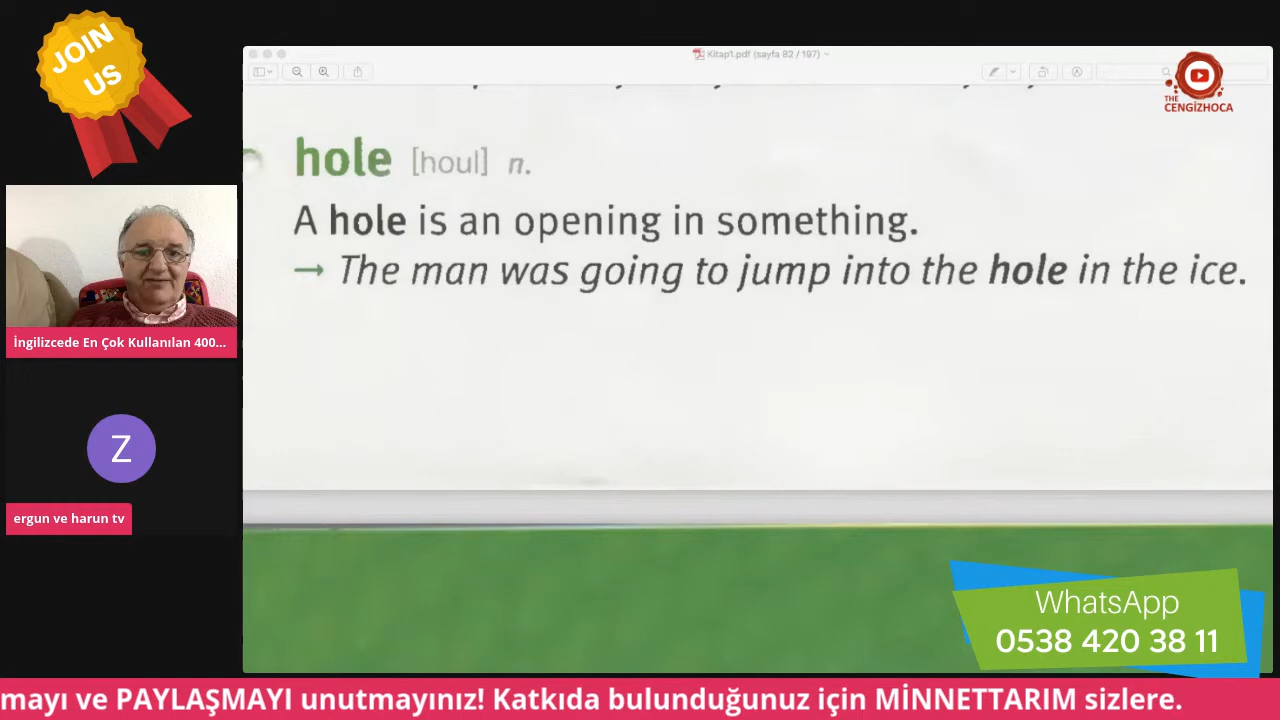 JOIN
US
Kitap1.pdf (sayfa 82 / 197)
THE
CENGİZHOCA
hole [houl] n.
A hole is an opening in something.
→ The man was going to jump into the hole in the ice.
İngilizcede En Çok Kullanılan 400...
Z
ergun ve harun tv
WhatsApp
0538 420 38 11
mayı ve PAYLAŞMAYI unutmayınız! Katkıda bulunduğunuz için MİNNETTARIM sizlere.